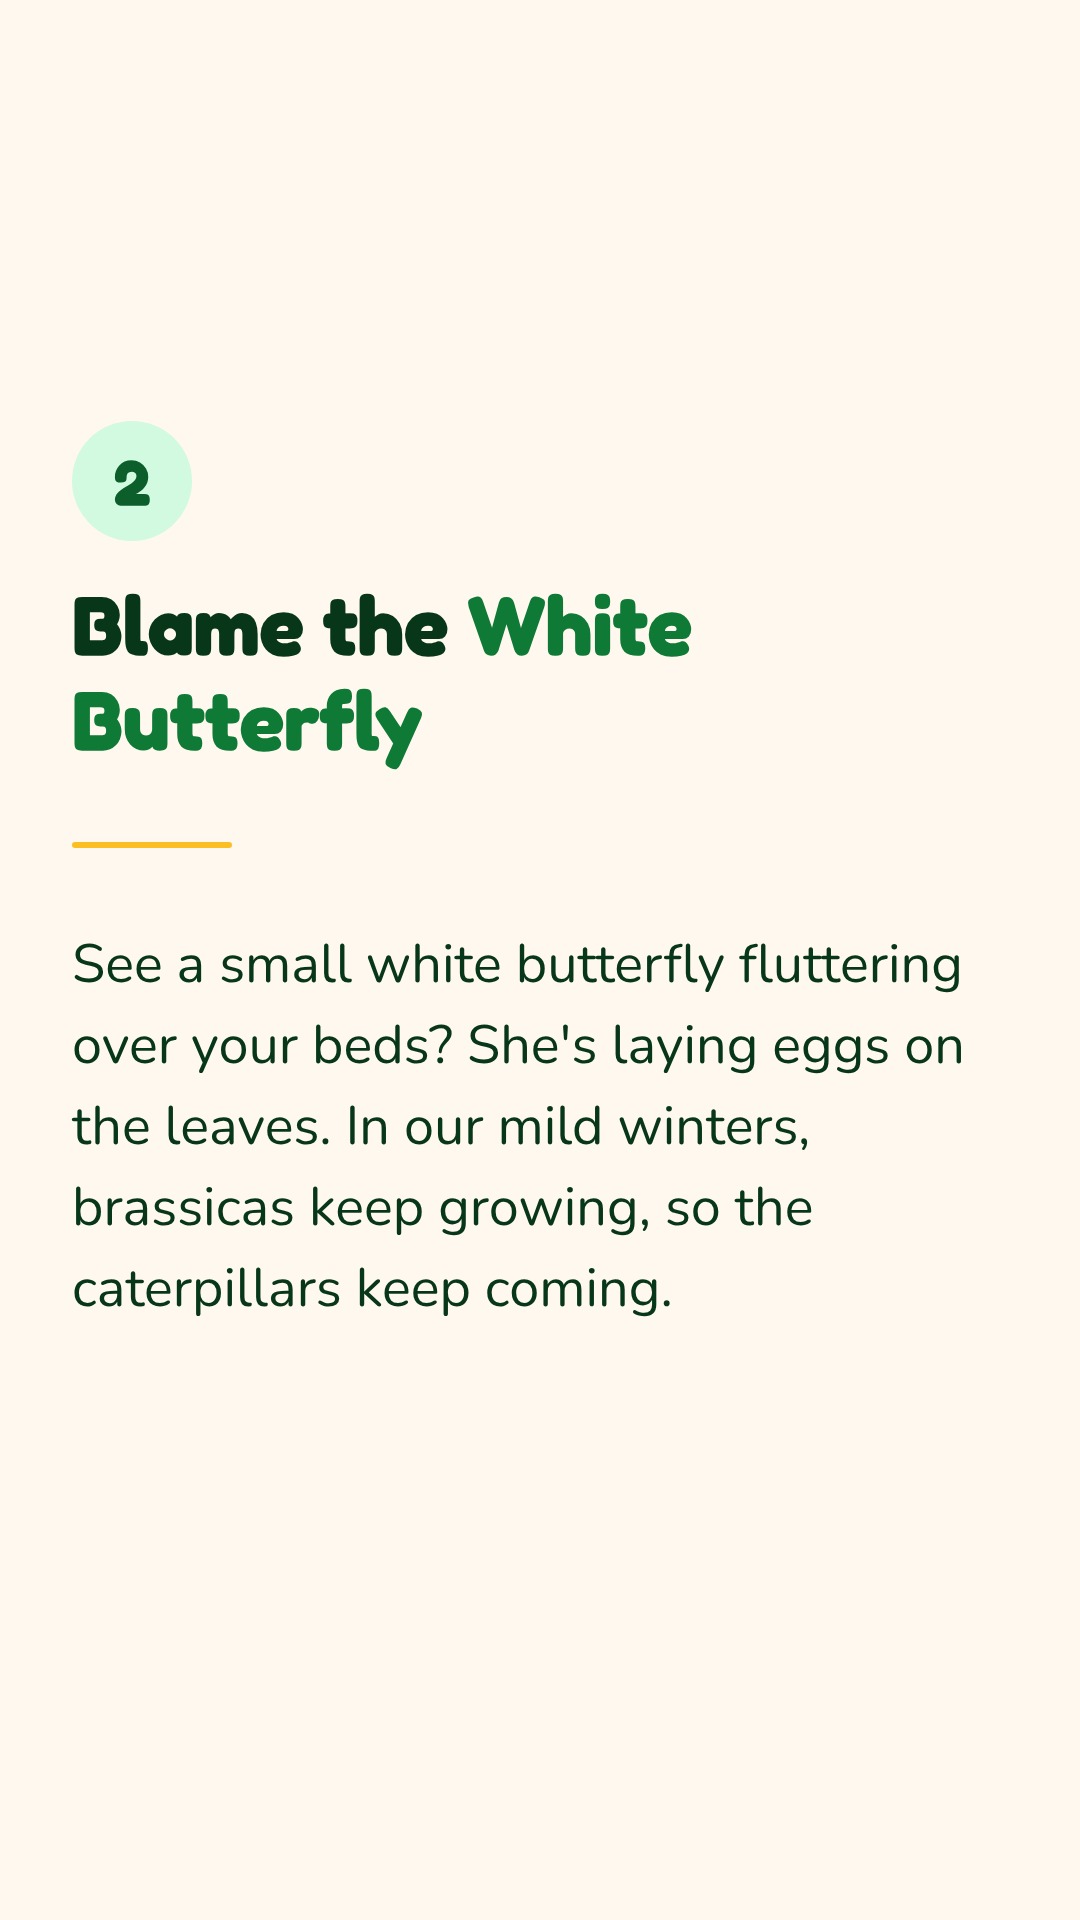 2
Blame the White
Butterfly
See a small white butterfly fluttering
over your beds? She's laying eggs on
the leaves. In our mild winters,
brassicas keep growing, so the
caterpillars keep coming.